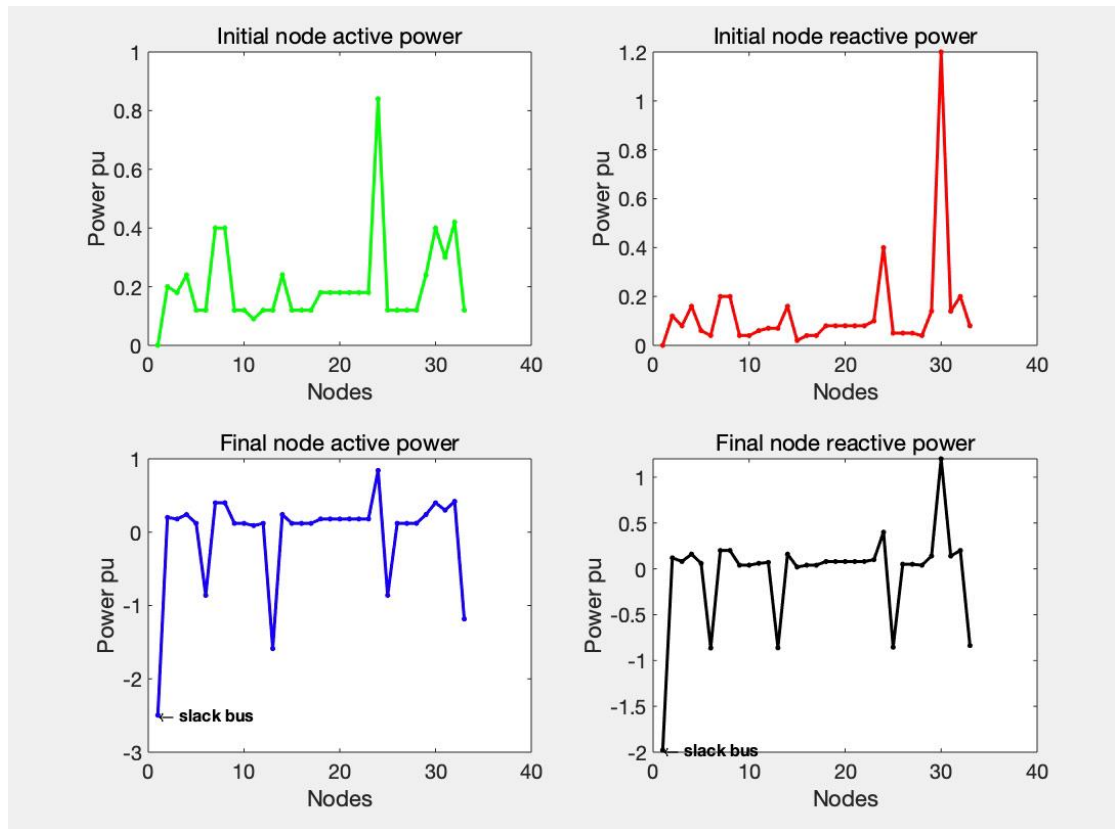 Initial node active power
1
0.8
0.6
0.4
0.2
0
Power pu
0 10 20 30 40
Nodes
Initial node reactive power
1.2
1
0.8
0.6
0.4
0.2
0
Power pu
0 10 20 30 40
Nodes
Final node active power
1
0
-1
-2
-3
Power pu
← slack bus
0 10 20 30 40
Nodes
Final node reactive power
1
0.5
0
-0.5
-1
-1.5
-2
Power pu
← slack bus
0 10 20 30 40
Nodes